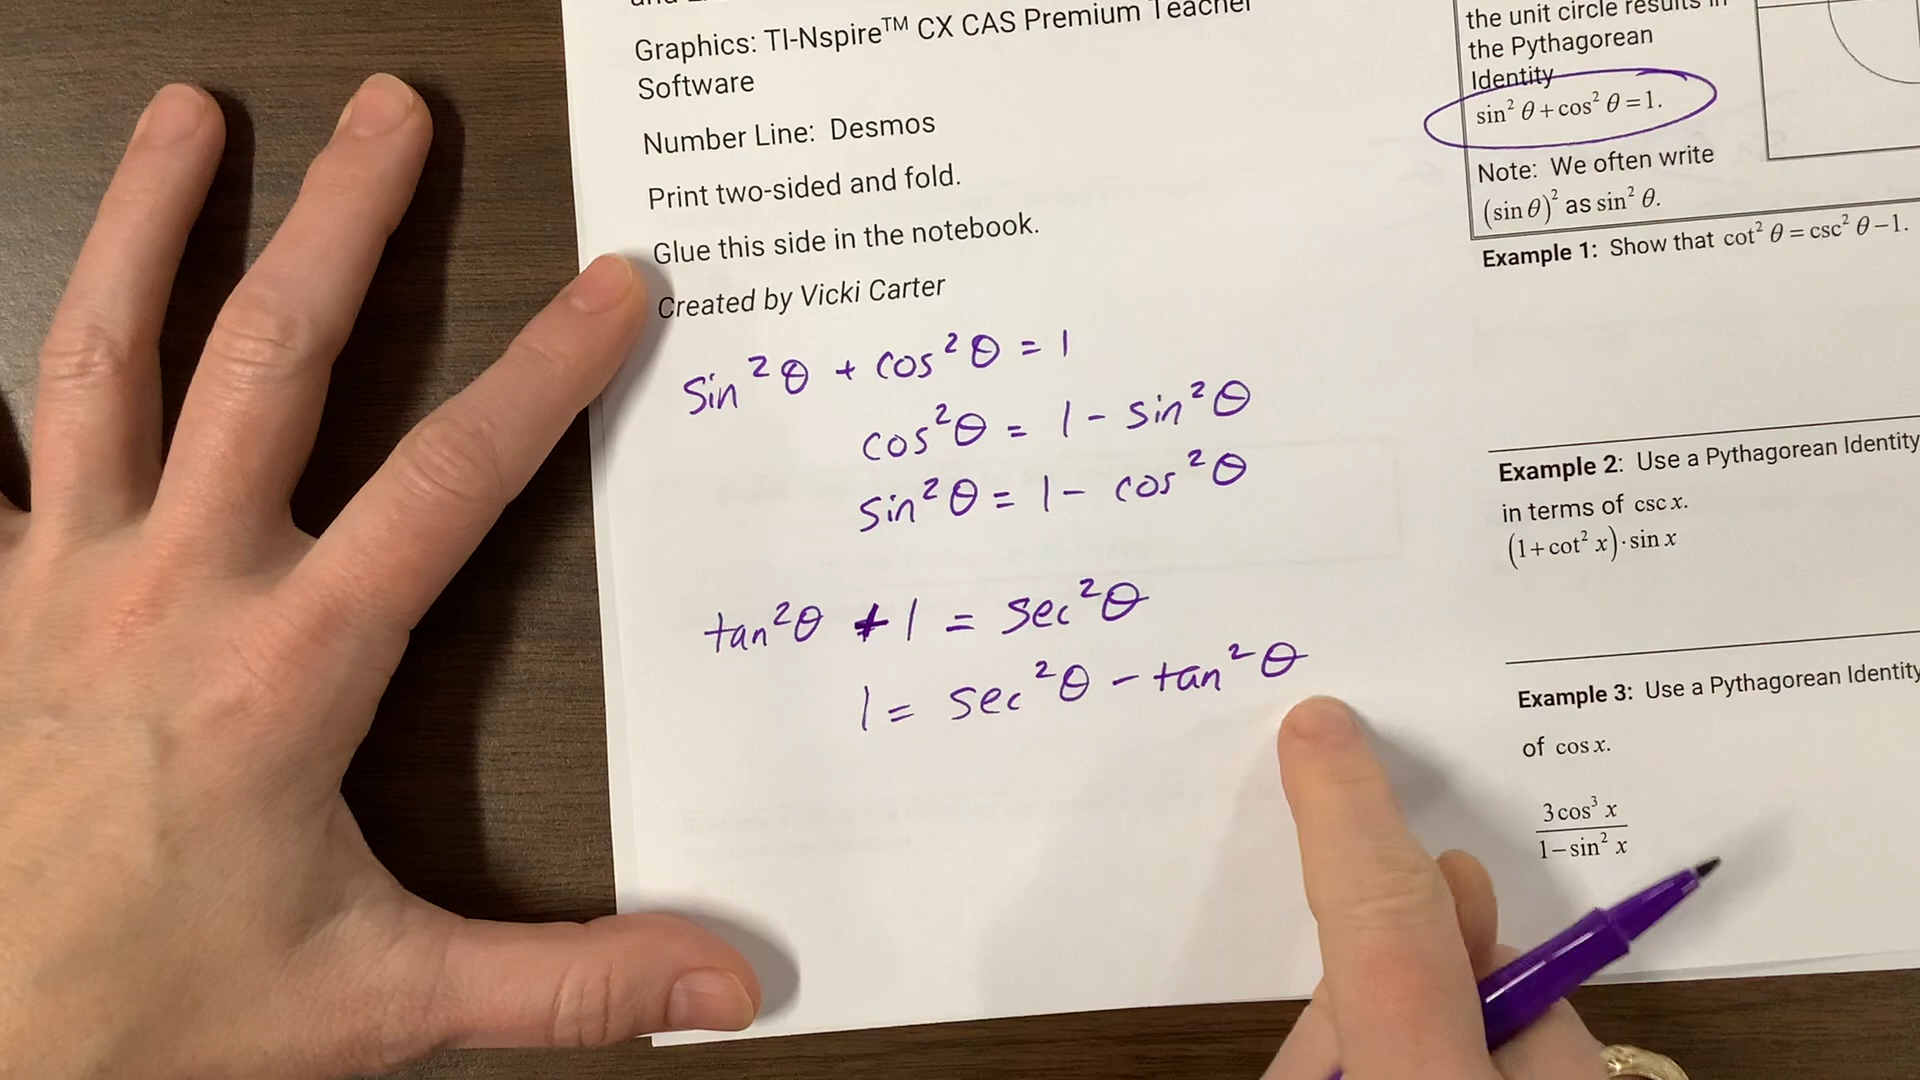 Graphics: TI-Nspire™ CX CAS Premium Teacher
Software
Number Line: Desmos
Print two-sided and fold.
Glue this side in the notebook.
Created by Vicki Carter
sin²θ + cos²θ = 1
cos²θ = 1 - sin²θ
sin²θ = 1 - cos²θ
tan²θ + 1 = sec²θ
1 = sec²θ - tan²θ
the unit circle results in
the Pythagorean
Identity
sin² θ + cos² θ = 1.
Note: We often write
(sin θ)² as sin² θ.
Example 1: Show that cot² θ = csc² θ – 1.
Example 2: Use a Pythagorean Identity
in terms of csc x.
(1 + cot² x) · sin x
Example 3: Use a Pythagorean Identity
of cos x.
3 cos³ x
1 – sin² x